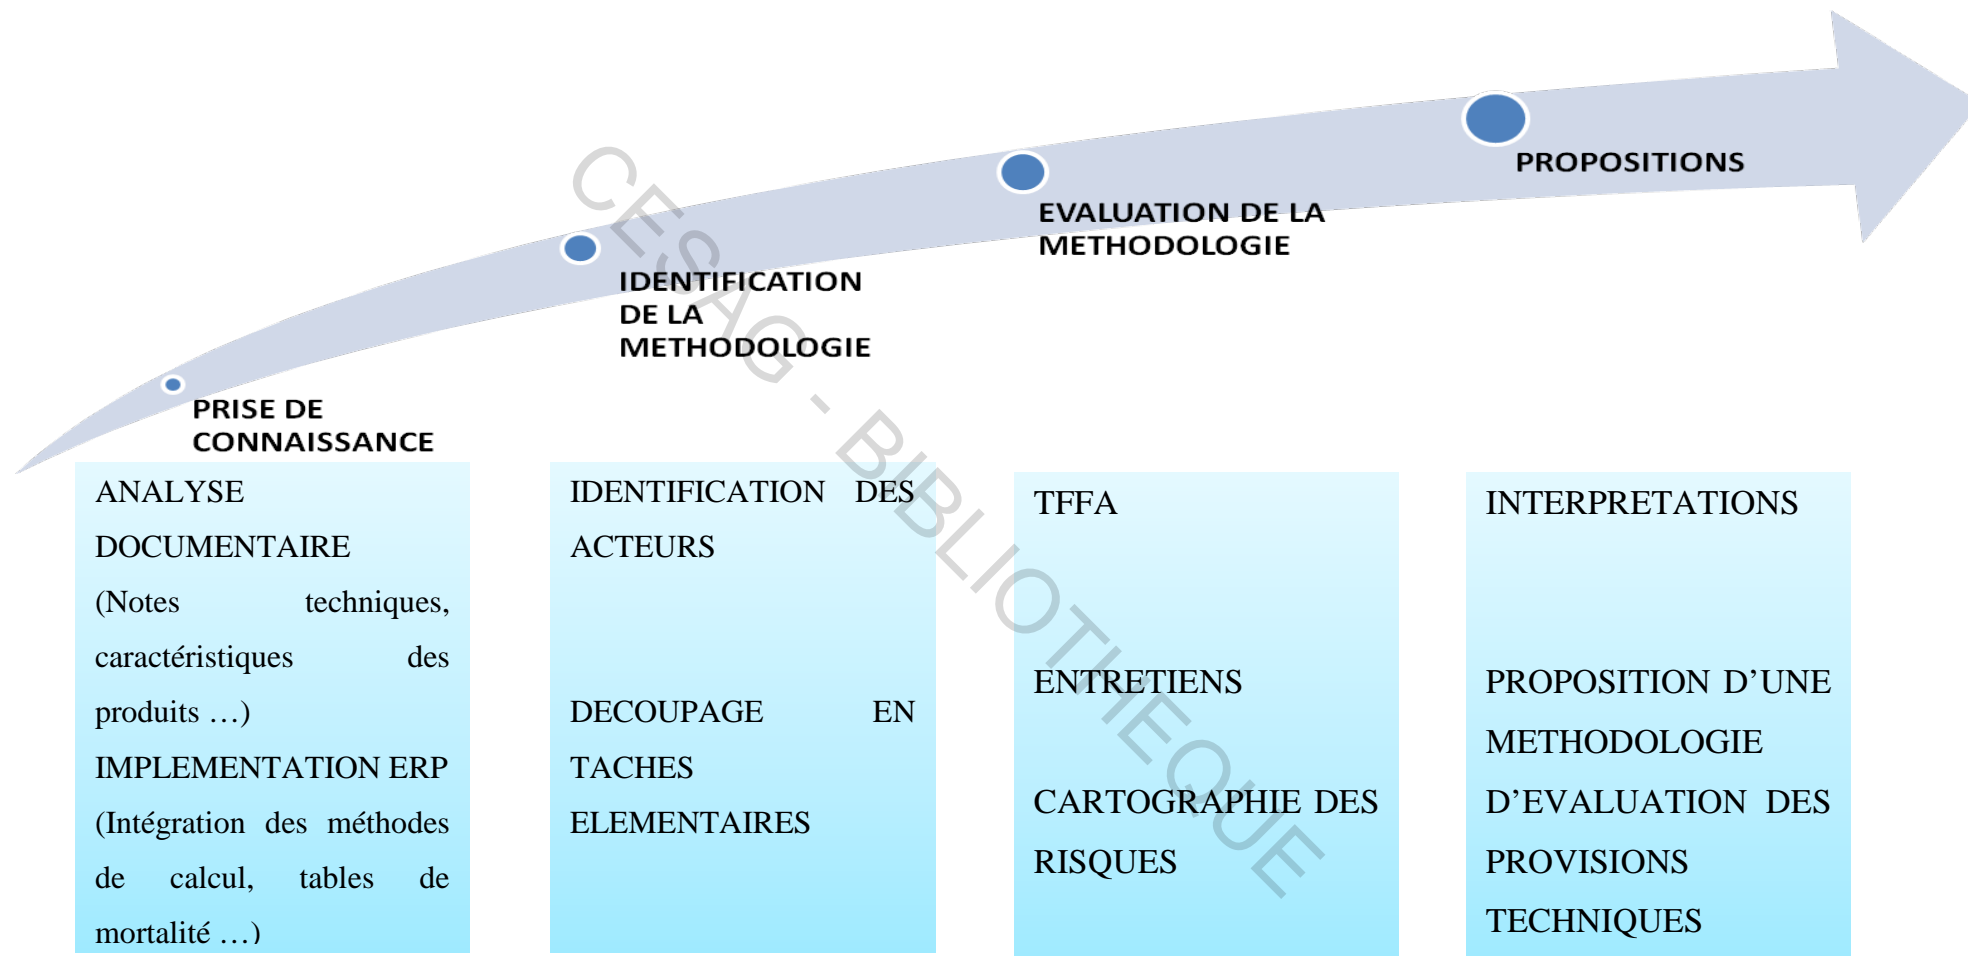 PROPOSITIONS
EVALUATION DE LA
METHODOLOGIE
IDENTIFICATION
DE LA
METHODOLOGIE
PRISE DE
CONNAISSANCE
ANALYSE
DOCUMENTAIRE
(Notes techniques,
caractéristiques des
produits …)
IMPLEMENTATION ERP
(Intégration des méthodes
de calcul, tables de
mortalité …)
IDENTIFICATION DES
ACTEURS
DECOUPAGE EN
TACHES
ELEMENTAIRES
TFFA
ENTRETIENS
CARTOGRAPHIE DES
RISQUES
INTERPRETATIONS
PROPOSITION D’UNE
METHODOLOGIE
D’EVALUATION DES
PROVISIONS
TECHNIQUES
CESAG - BIBLIOTHEQUE